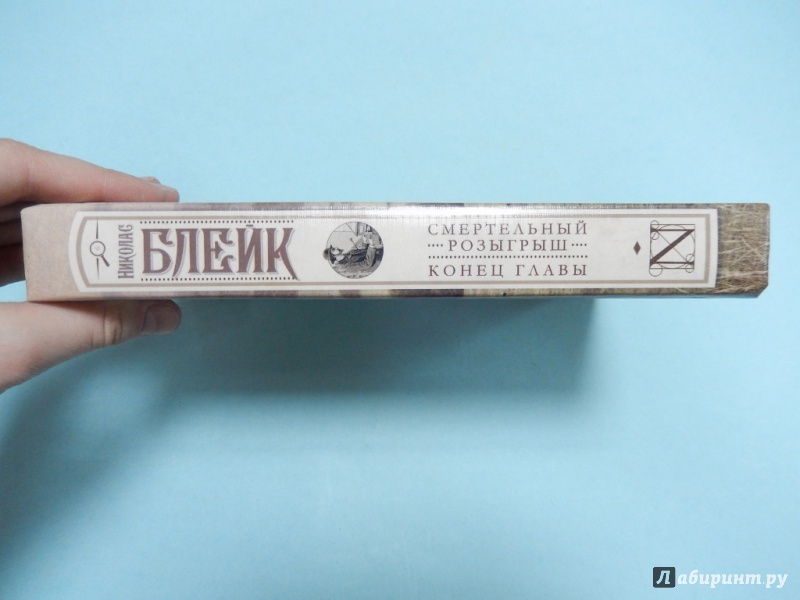 НИКОЛАС
БЛЕЙК
СМЕРТЕЛЬНЫЙ
РОЗЫГРЫШ
КОНЕЦ ГЛАВЫ
N
Лабиринт.ру